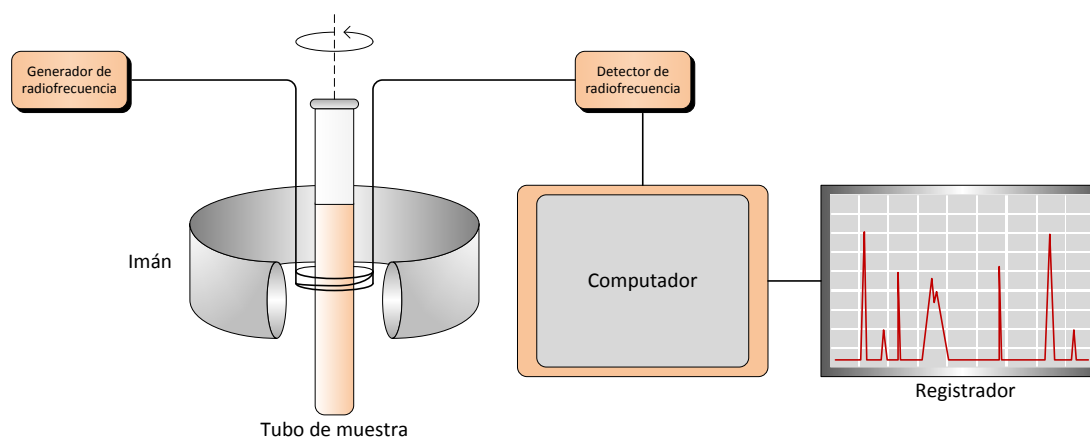 Generador de
radiofrecuencia
Detector de
radiofrecuencia
Imán
Computador
Registrador
Tubo de muestra